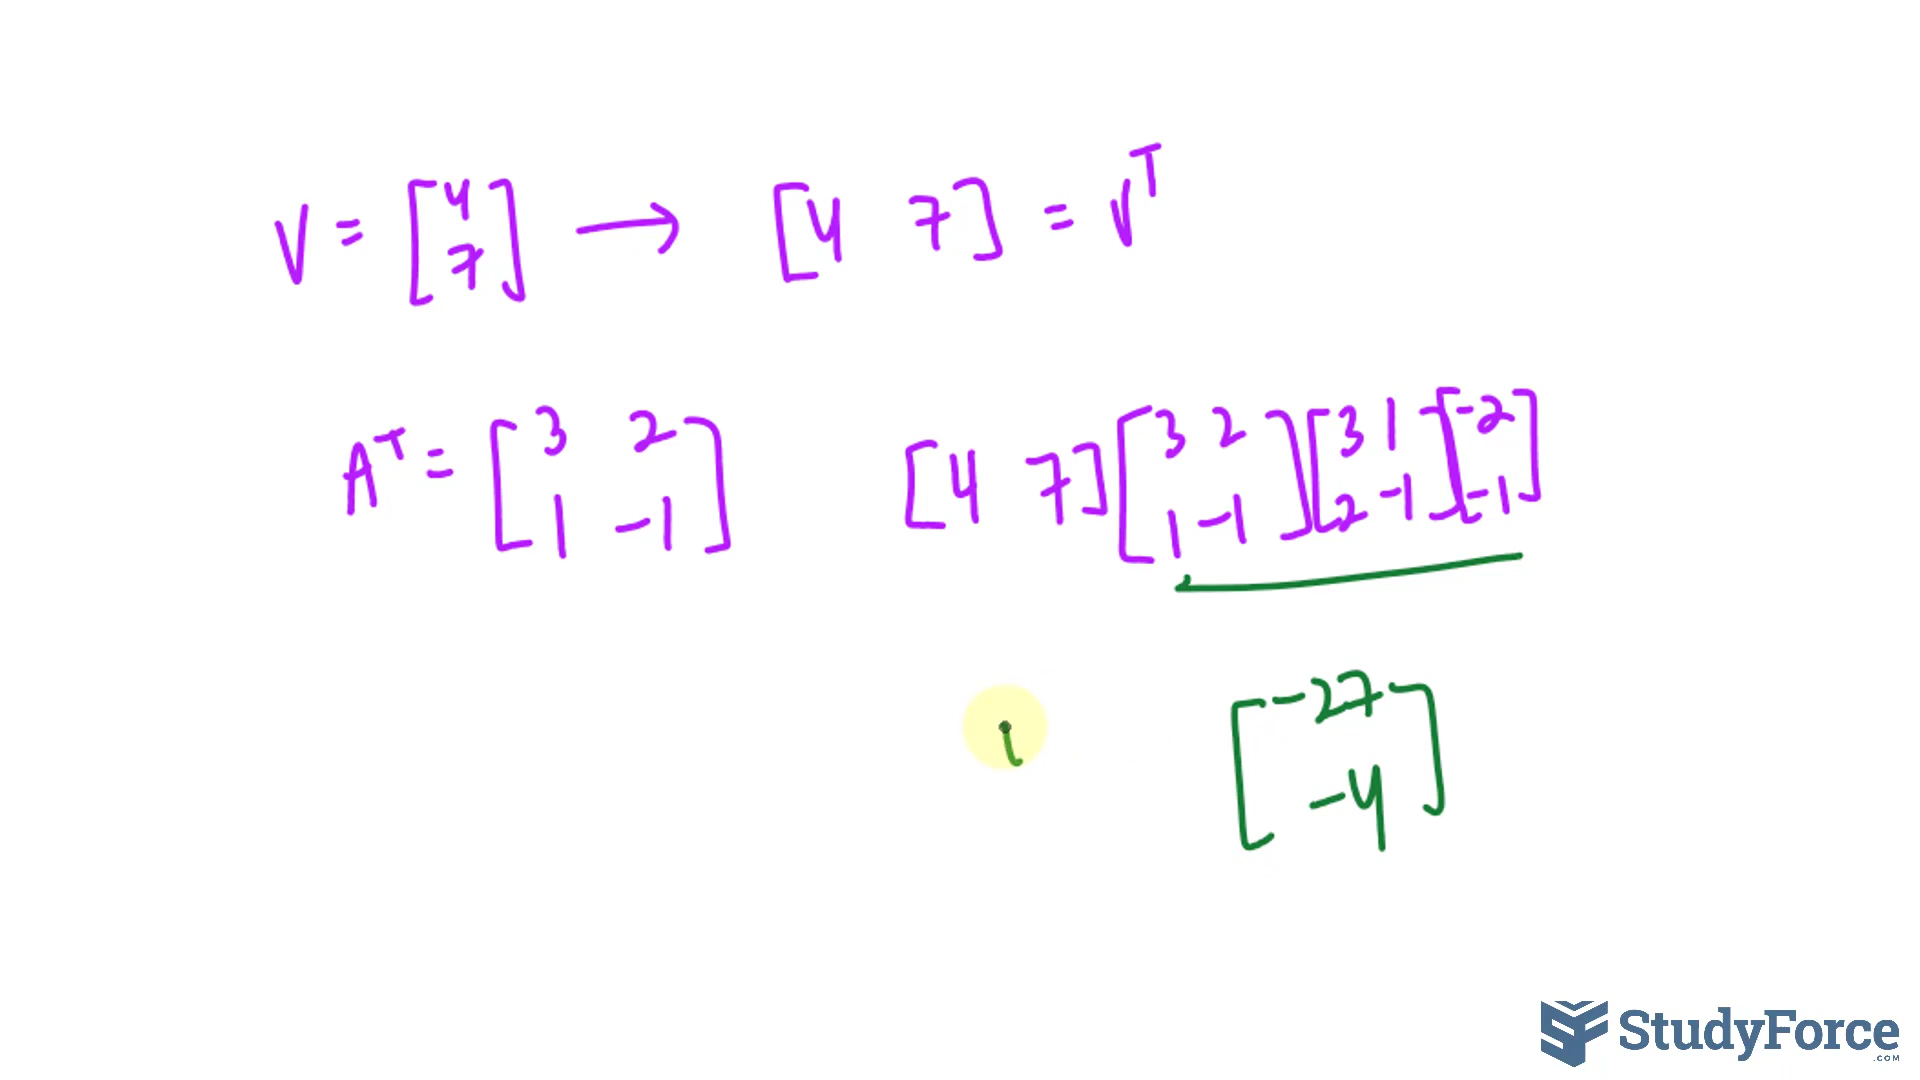 V = [4 7] → [4 7] = V^T
A^T = [3 2 1 -1] [4 7][3 2 1 -1][3 1 2 -1][-2 -1]
[-27 -4]
StudyForce
.COM